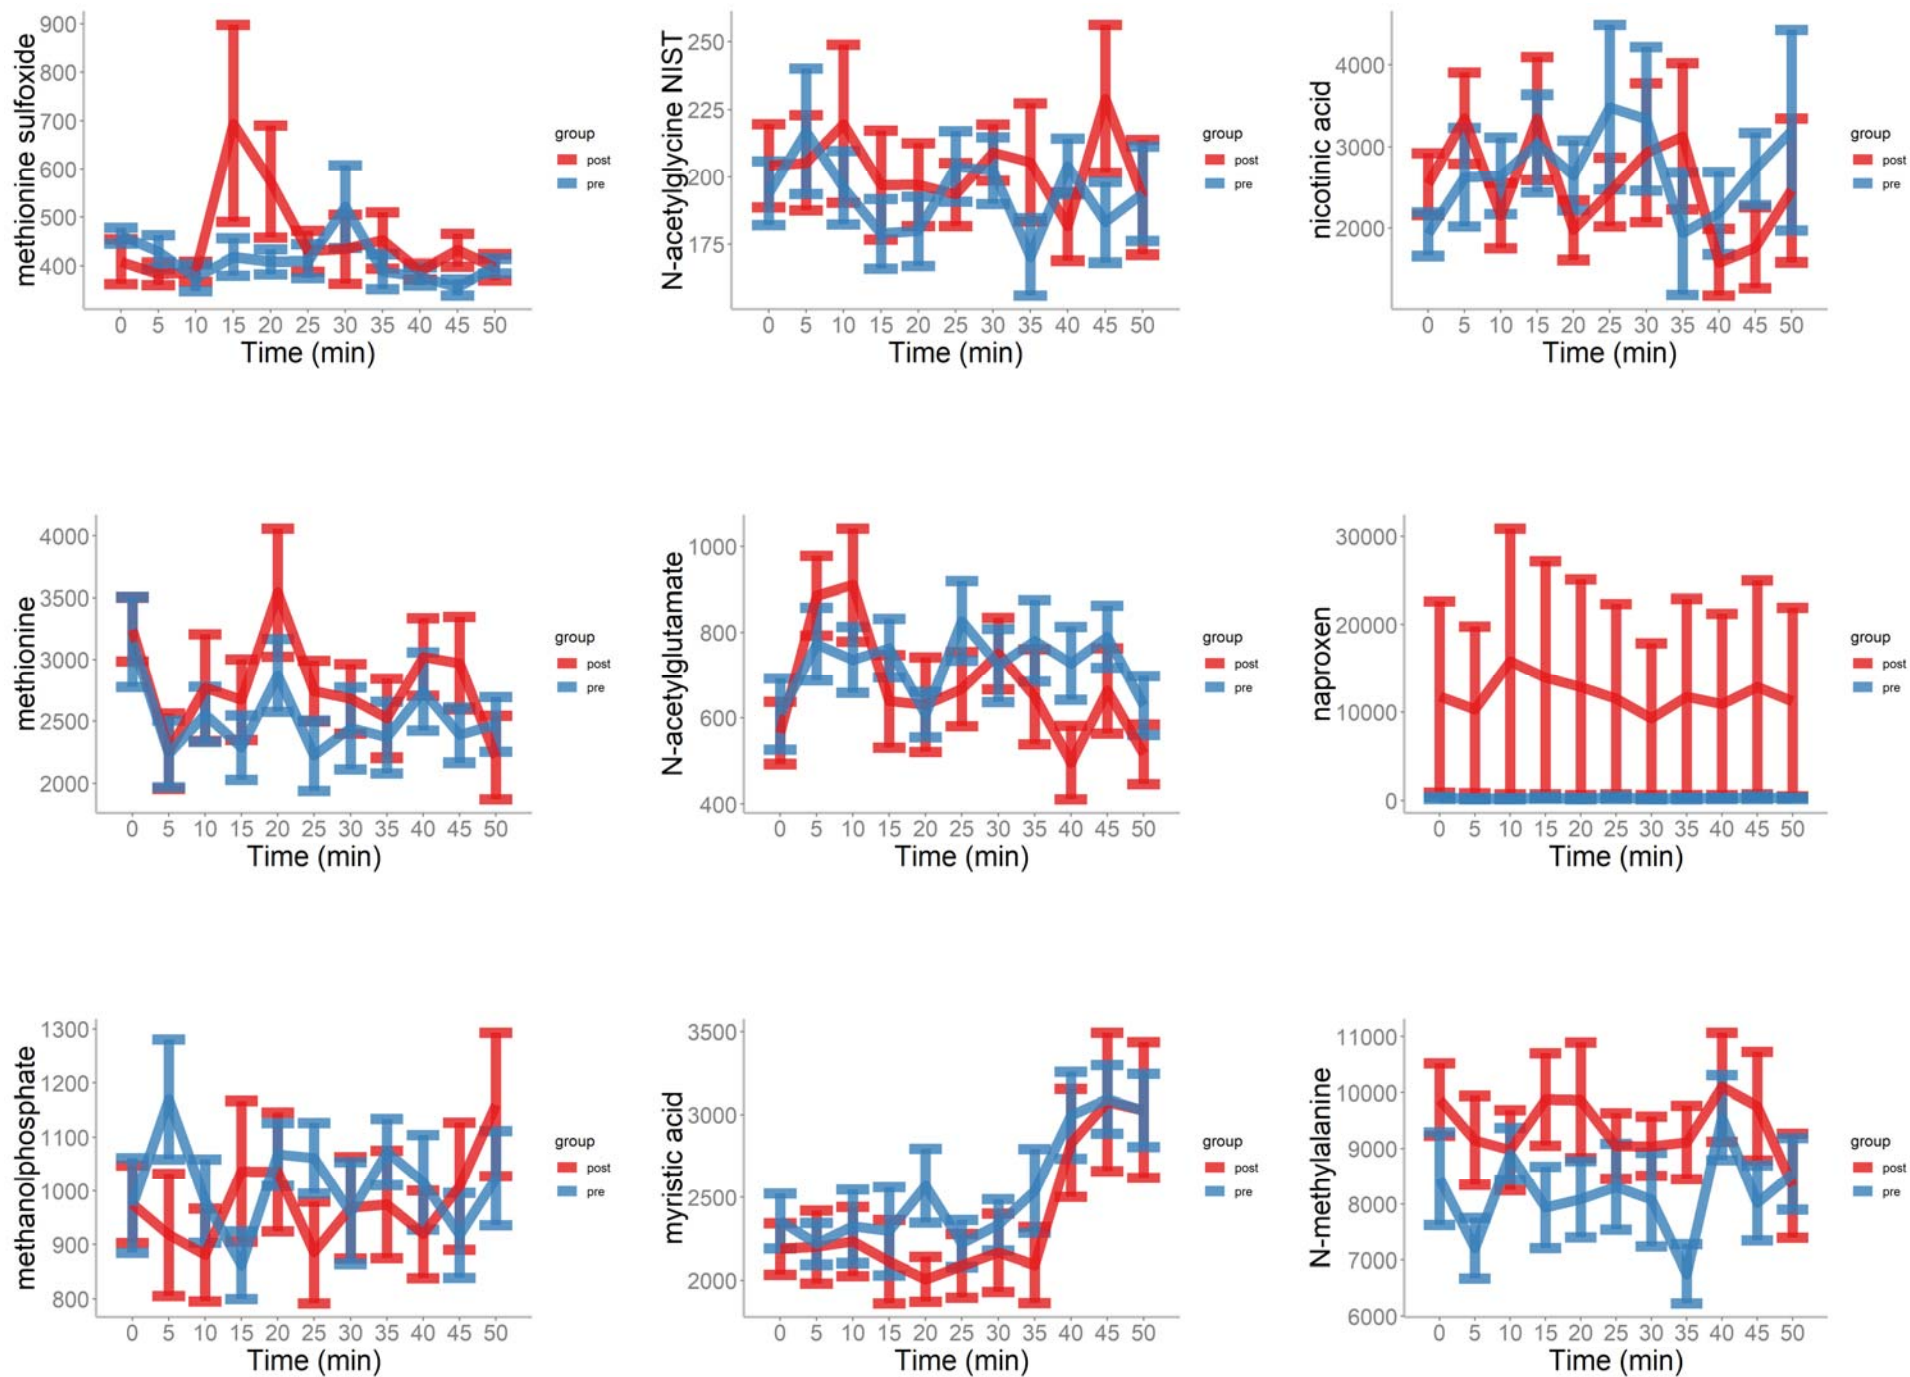 methionine sulfoxide
900
800
700
600
500
400
0 5 10 15 20 25 30 35 40 45 50
Time (min)
group
post
pre
N-acetylglycine NIST
250
225
200
175
0 5 10 15 20 25 30 35 40 45 50
Time (min)
group
post
pre
nicotinic acid
4000
3000
2000
0 5 10 15 20 25 30 35 40 45 50
Time (min)
group
post
pre
methionine
4000
3500
3000
2500
2000
0 5 10 15 20 25 30 35 40 45 50
Time (min)
group
post
pre
N-acetylglutamate
1000
800
600
400
0 5 10 15 20 25 30 35 40 45 50
Time (min)
group
post
pre
naproxen
30000
20000
10000
0
0 5 10 15 20 25 30 35 40 45 50
Time (min)
group
post
pre
methanolphosphate
1300
1200
1100
1000
900
800
0 5 10 15 20 25 30 35 40 45 50
Time (min)
group
post
pre
myristic acid
3500
3000
2500
2000
0 5 10 15 20 25 30 35 40 45 50
Time (min)
group
post
pre
N-methylalanine
11000
10000
9000
8000
7000
6000
0 5 10 15 20 25 30 35 40 45 50
Time (min)
group
post
pre